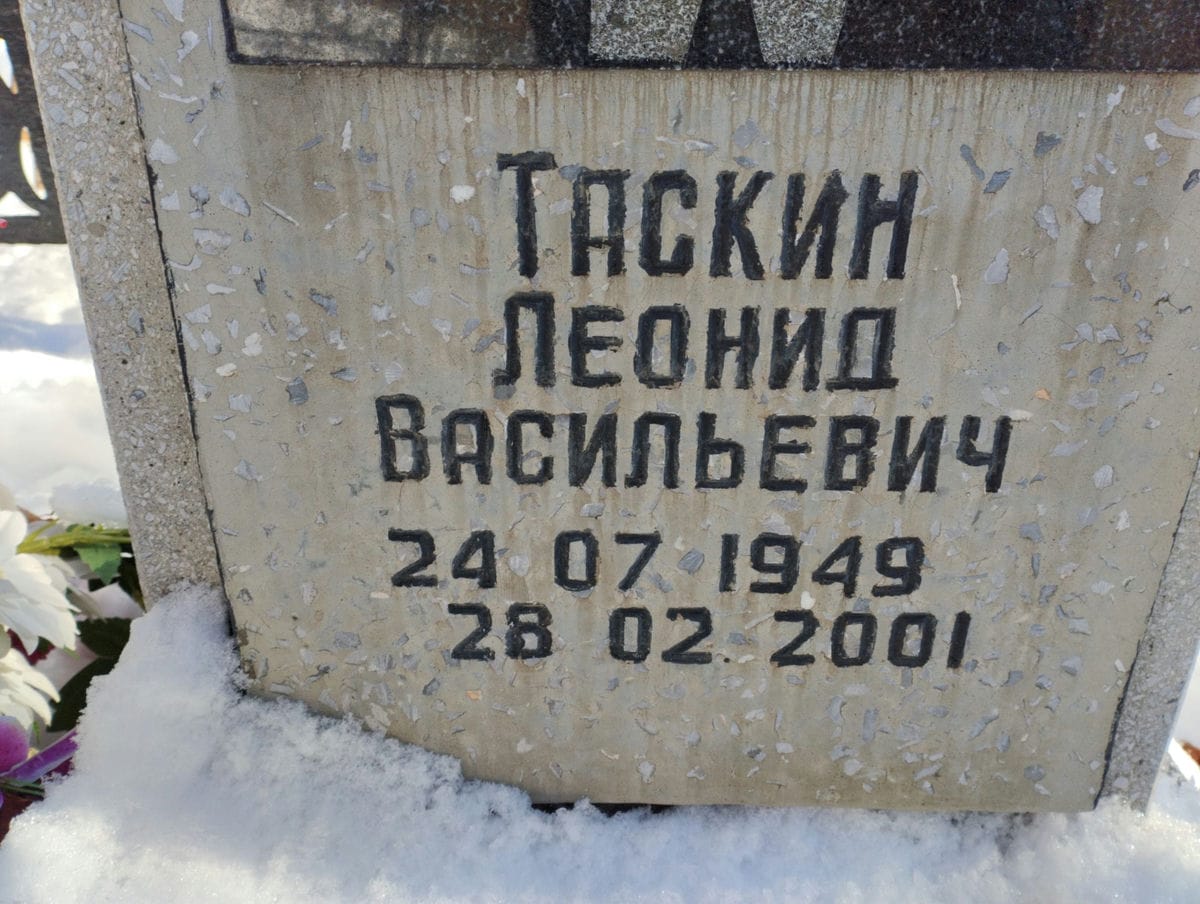 Таскин
Леонид
Васильевич
24 07.1949
28 02.2001